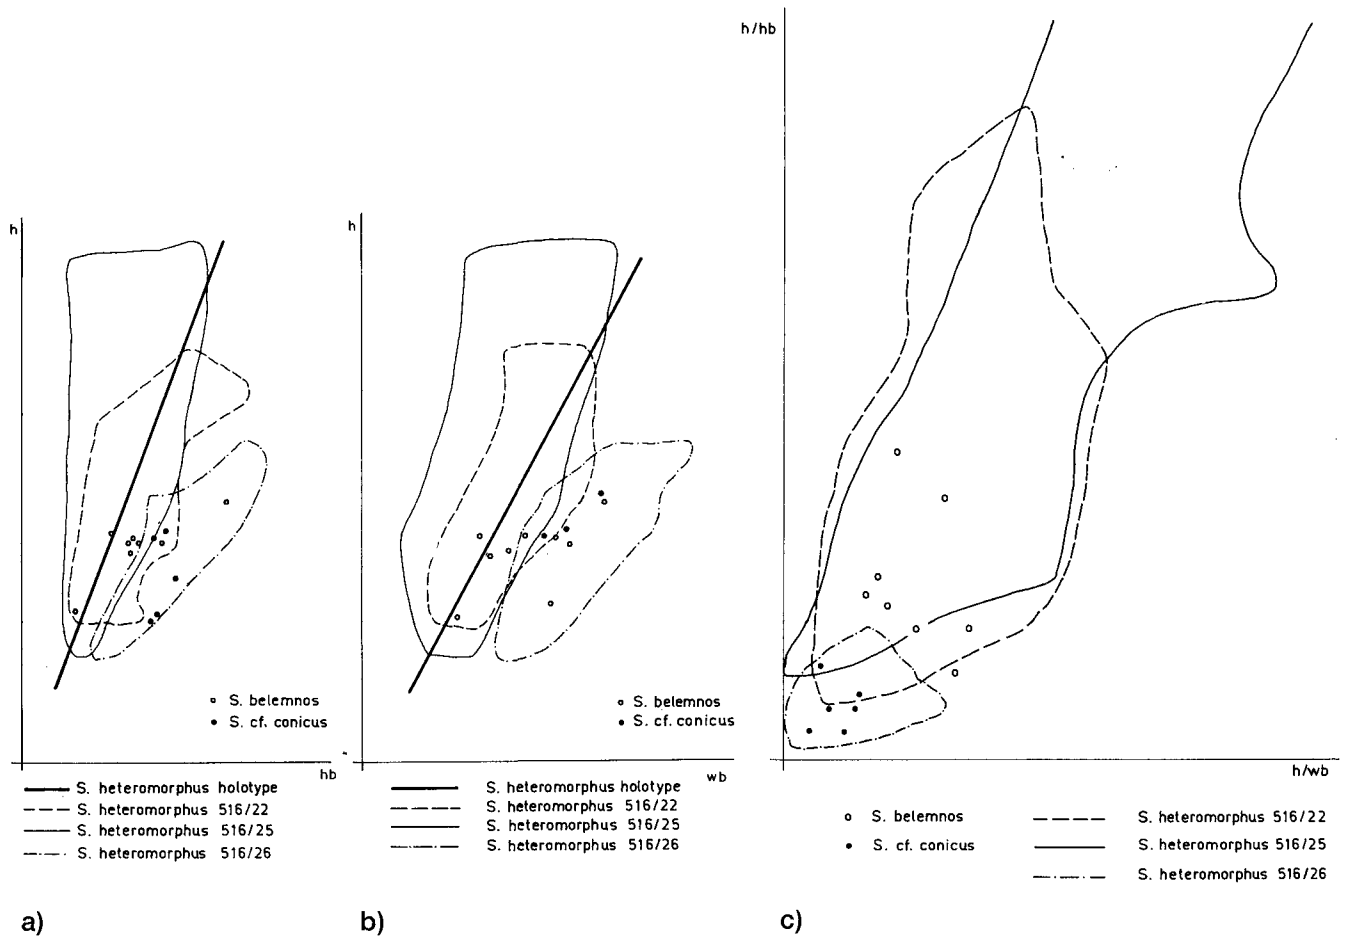 h
S. belemnos
S. cf. conicus
hb
S. heteromorphus holotype
S. heteromorphus 516/22
S. heteromorphus 516/25
S. heteromorphus 516/26
a)
h
S. belemnos
S. cf. conicus
wb
S. heteromorphus holotype
S. heteromorphus 516/22
S. heteromorphus 516/25
S. heteromorphus 516/26
b)
h/hb
h/wb
S. belemnos
S. cf. conicus
S. heteromorphus 516/22
S. heteromorphus 516/25
S. heteromorphus 516/26
c)